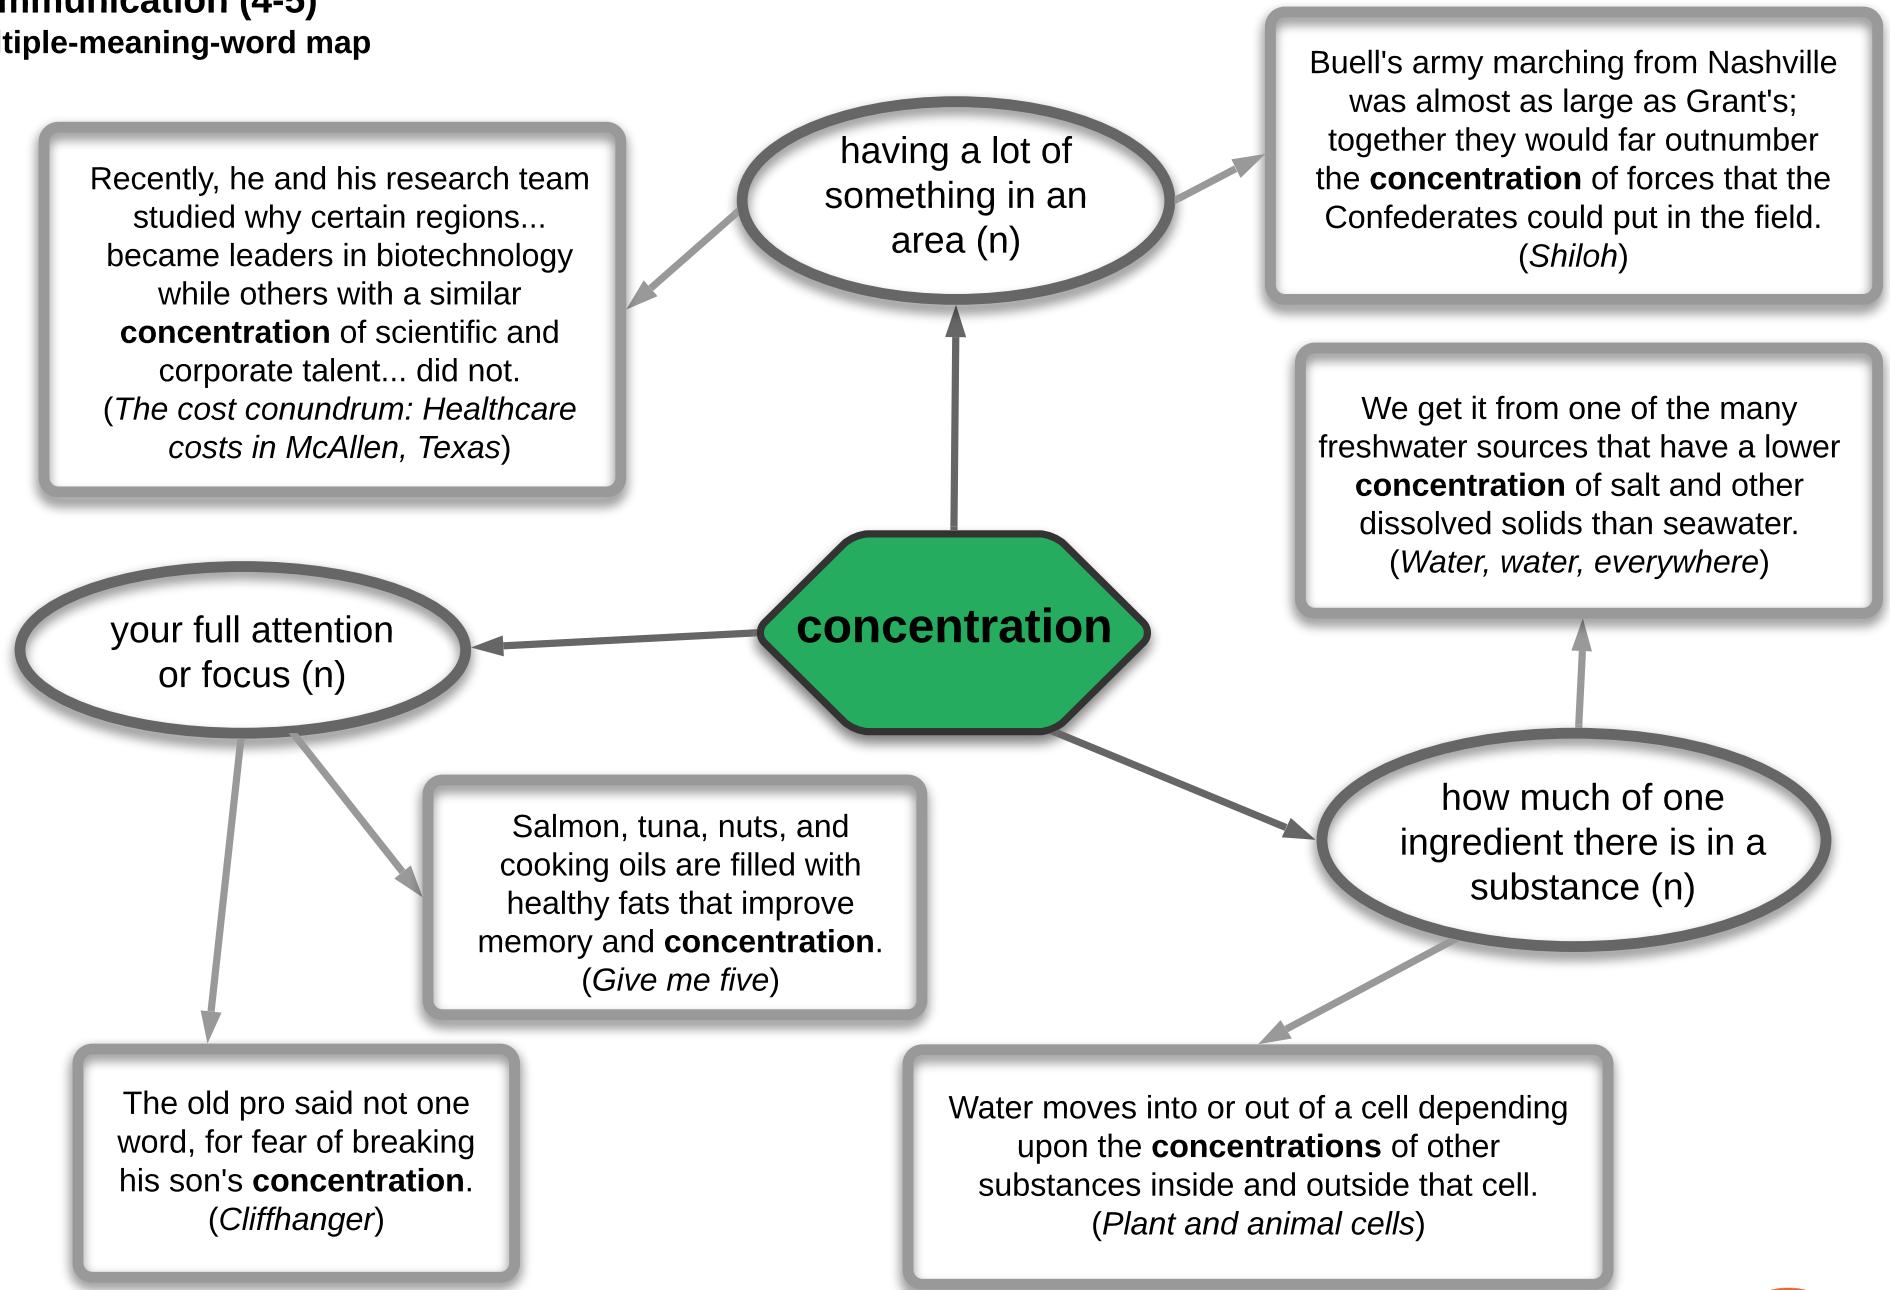 (4-5)
word map
Buell's army marching from Nashville
was almost as large as Grant's;
together they would far outnumber
the concentration of forces that the
Confederates could put in the field.
(Shiloh)
having a lot of
something in an
area (n)
Recently, he and his research team
studied why certain regions...
became leaders in biotechnology
while others with a similar
concentration of scientific and
corporate talent... did not.
(The cost conundrum: Healthcare
costs in McAllen, Texas)
We get it from one of the many
freshwater sources that have a lower
concentration of salt and other
dissolved solids than seawater.
(Water, water, everywhere)
concentration
your full attention
or focus (n)
how much of one
ingredient there is in a
substance (n)
Salmon, tuna, nuts, and
cooking oils are filled with
healthy fats that improve
memory and concentration.
(Give me five)
The old pro said not one
word, for fear of breaking
his son's concentration.
(Cliffhanger)
Water moves into or out of a cell depending
upon the concentrations of other
substances inside and outside that cell.
(Plant and animal cells)